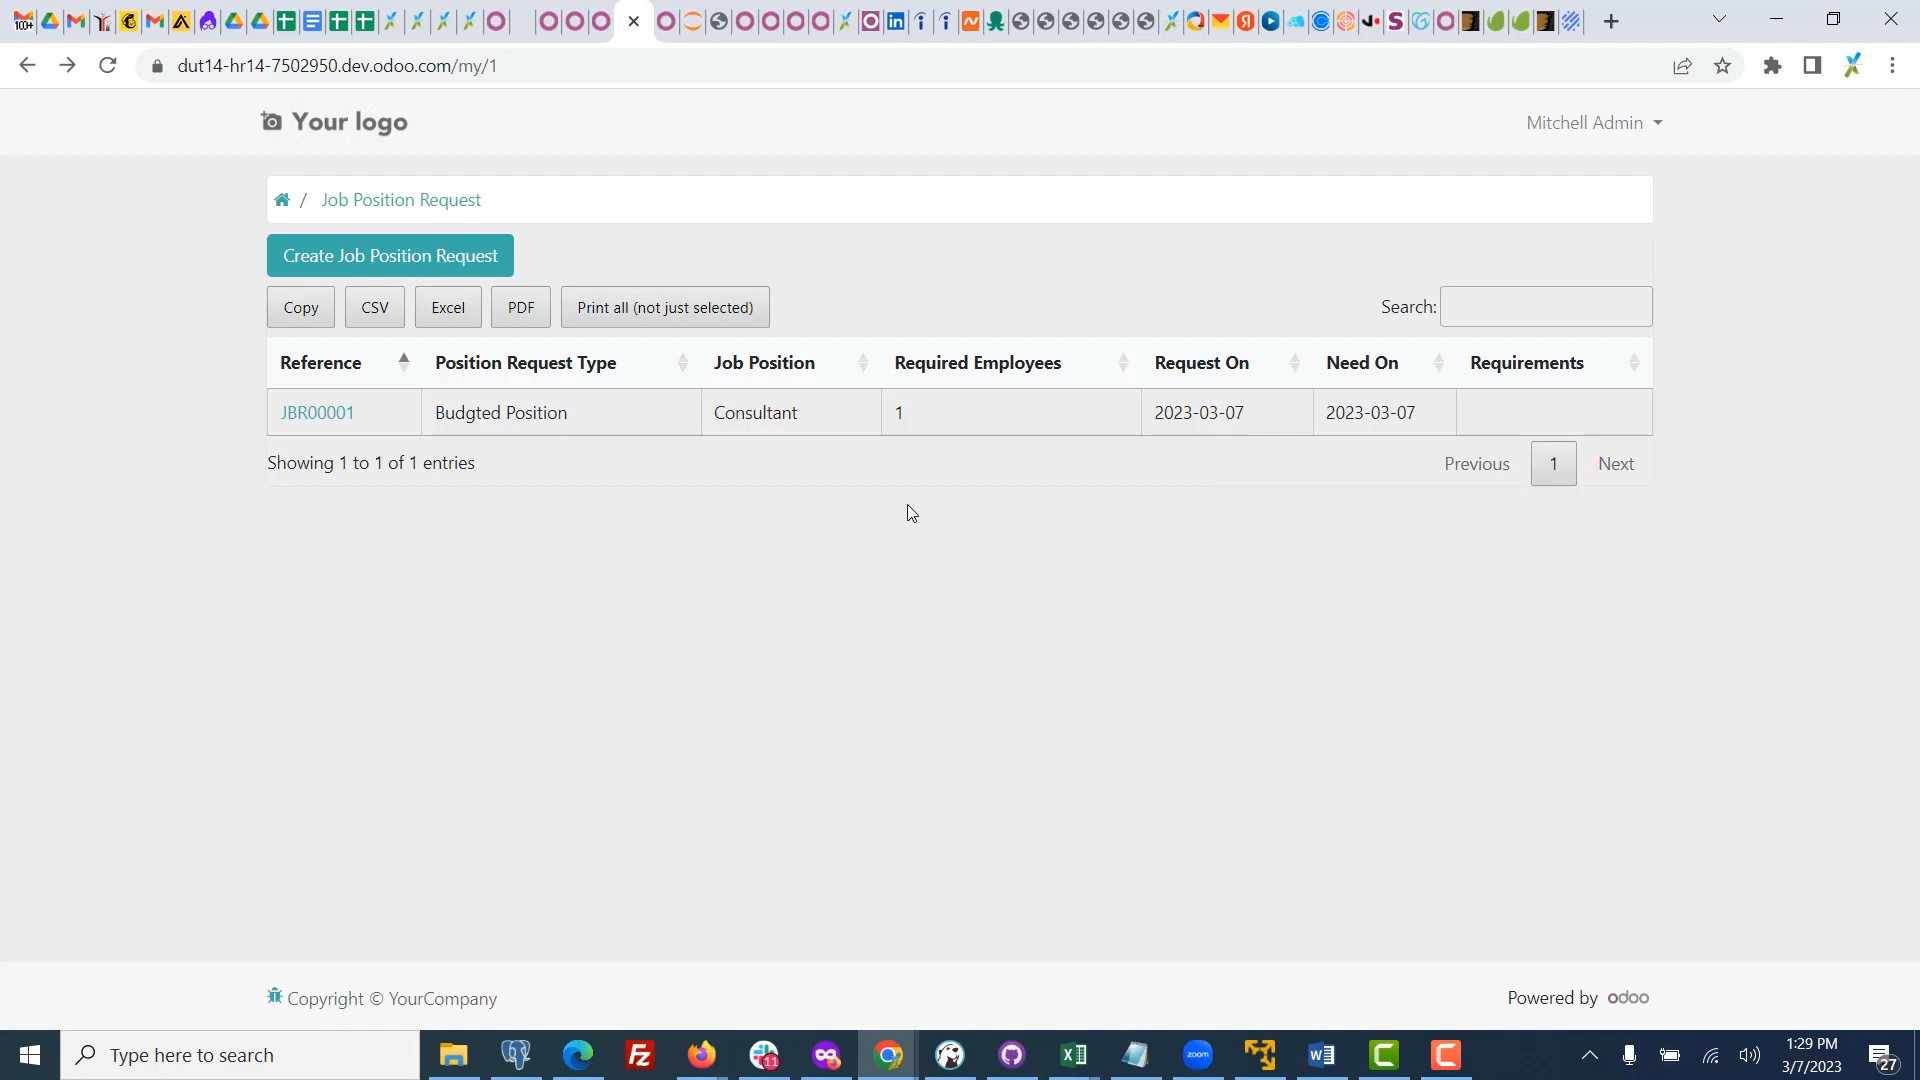 dut14-hr14-7502950.dev.odoo.com/my/1
Your logo
Mitchell Admin
/ Job Position Request
Create Job Position Request
Copy CSV Excel PDF Print all (not just selected) Search:
Reference Position Request Type Job Position Required Employees Request On Need On Requirements
JBR00001 Budgted Position Consultant 1 2023-03-07 2023-03-07
Showing 1 to 1 of 1 entries Previous 1 Next
Copyright © YourCompany Powered by odoo
Type here to search
11
zoom
1:29 PM
3/7/2023
27